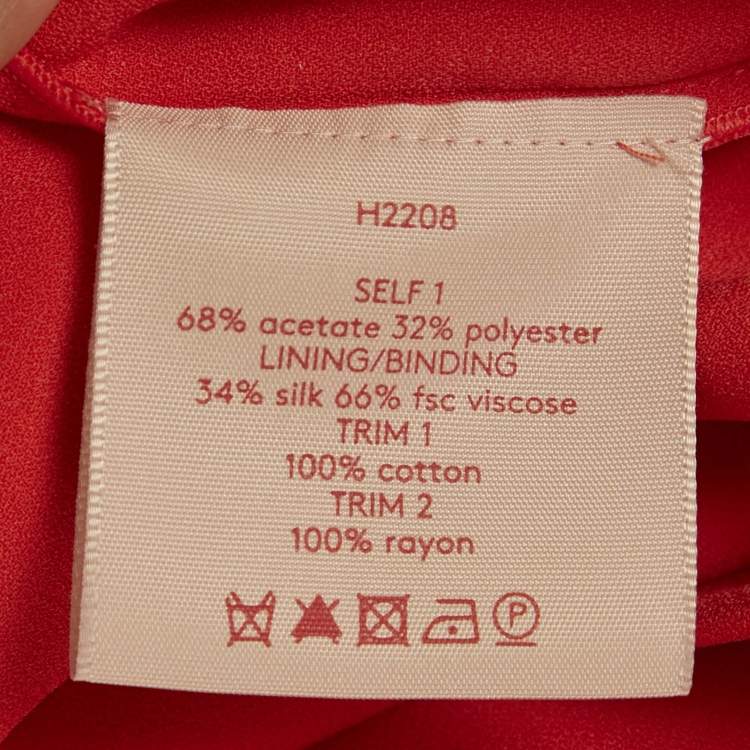 H2208
SELF 1
68% acetate 32% polyester
LINING/BINDING
34% silk 66% fsc viscose
TRIM 1
100% cotton
TRIM 2
100% rayon
P